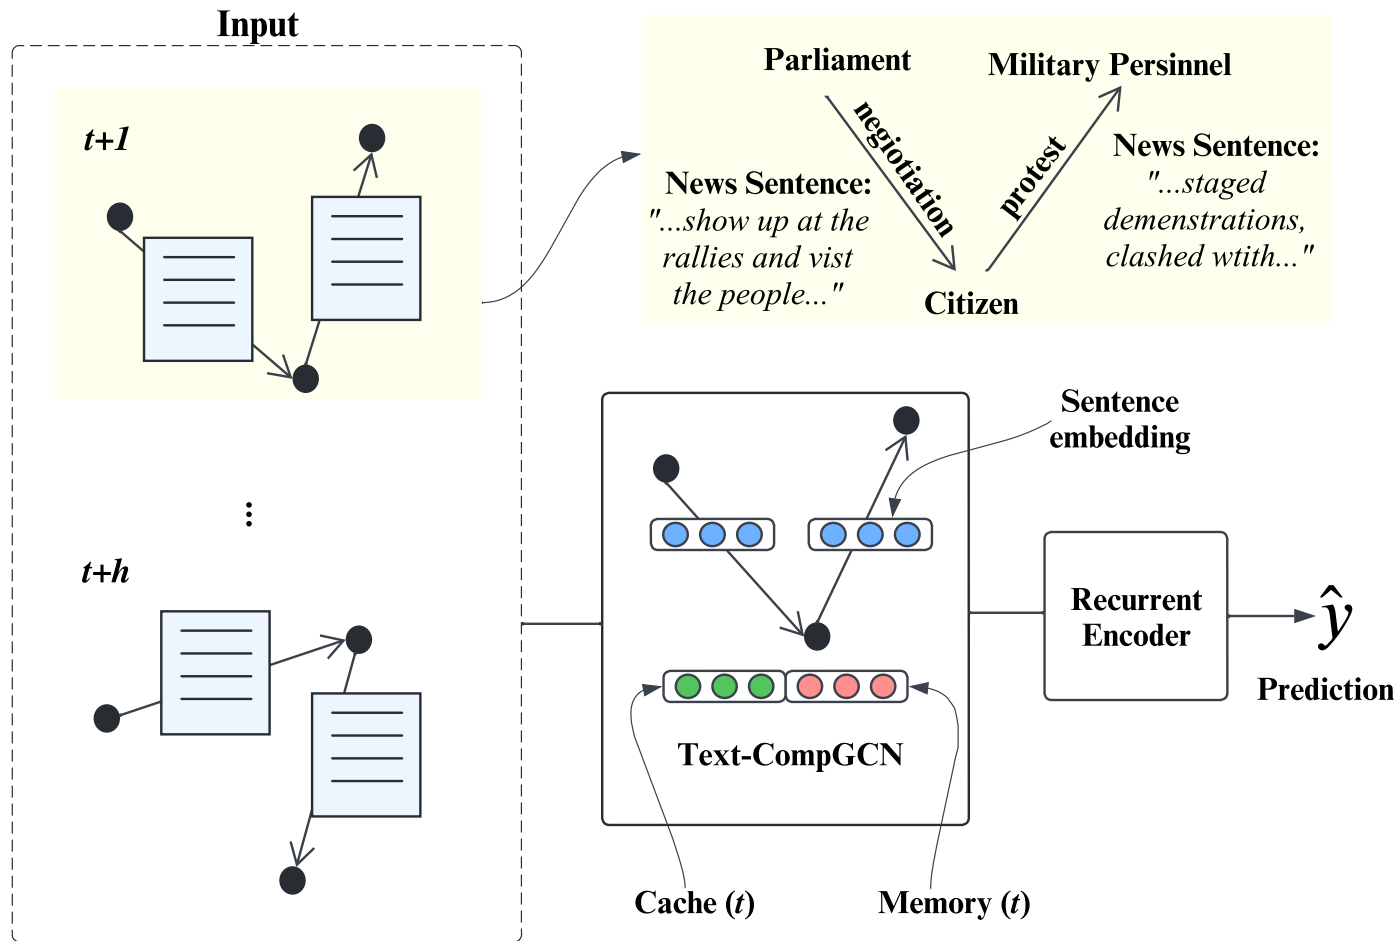 Input
t+1
Parliament
Military Persinnel
negiotiation
protest
News Sentence:
"...show up at the
rallies and vist
the people..."
News Sentence:
"...staged
demenstrations,
clashed wtith..."
Citizen
...
t+h
Sentence
embedding
Text-CompGCN
Recurrent
Encoder
ŷ
Prediction
Cache (t)
Memory (t)